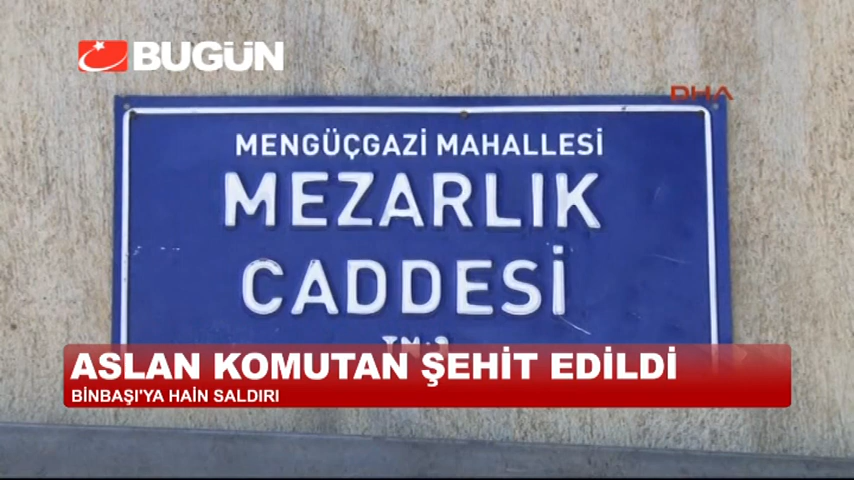 BUGÜN
DHA
MENGÜÇGAZİ MAHALLESİ
MEZARLIK
CADDESİ
ASLAN KOMUTAN ŞEHİT EDİLDİ
BİNBAŞI'YA HAİN SALDIRI